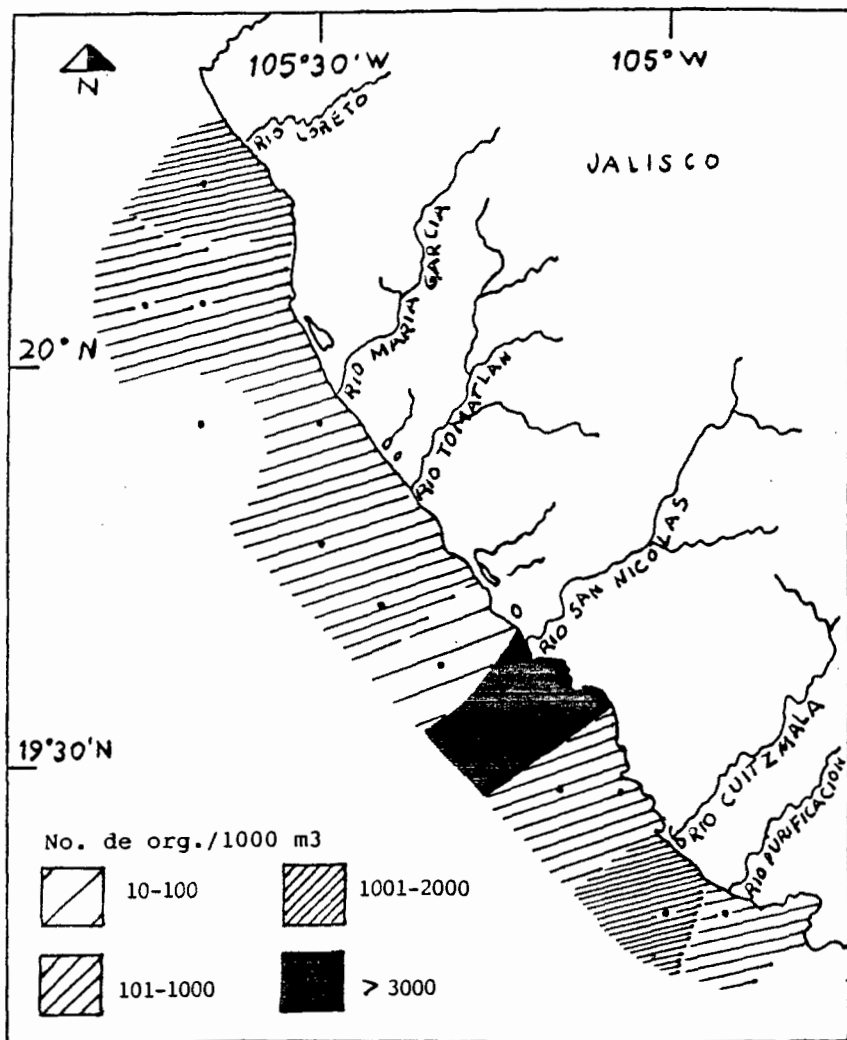 105°30'W
105°W
N
RIO LORETO
JALISCO
RIO MARIA GARCIA
20°N
RIO TOMATLAN
RIO SAN NICOLAS
19°30'N
RIO CUITZMALA
RIO PURIFICACION
No. de org./1000 m3
10-100
1001-2000
101-1000
> 3000